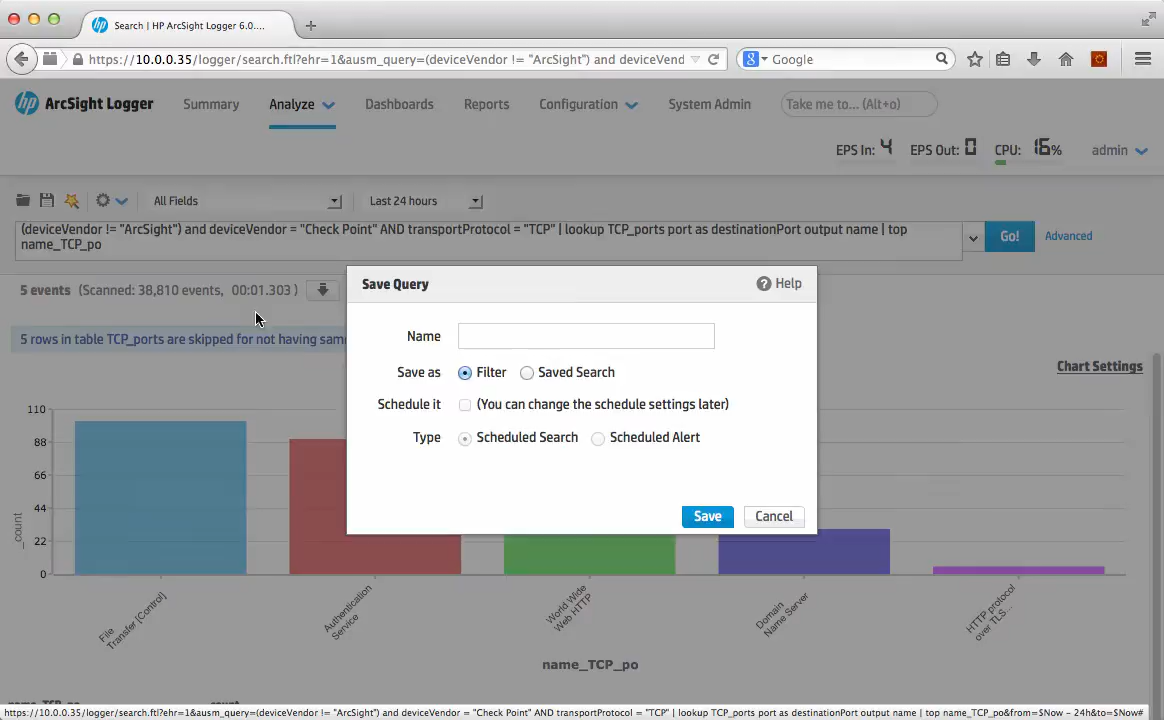 Search | HP ArcSight Logger 6.0....
https://10.0.0.35/logger/search.ftl?ehr=1&ausm_query=(deviceVendor != "ArcSight") and deviceVend
Google
hp ArcSight Logger Summary Analyze Dashboards Reports Configuration System Admin Take me to... (Alt+o)
EPS In: 4 EPS Out: 0 CPU: 16% admin
All Fields Last 24 hours
(deviceVendor != "ArcSight") and deviceVendor = "Check Point" AND transportProtocol = "TCP" | lookup TCP_ports port as destinationPort output name | top
name_TCP_po
Go! Advanced
5 events (Scanned: 38,810 events, 00:01.303 )
5 rows in table TCP_ports are skipped for not having sam
Save Query Help
Name
Save as Filter Saved Search
Schedule it (You can change the schedule settings later)
Type Scheduled Search Scheduled Alert
Save Cancel
Chart Settings
110
88
66
44
22
0
_count
File
Transfer [Control]
Authentication
Service
World Wide
Web HTTP
Domain
Name Server
HTTP protocol
over TLS...
name_TCP_po
https://10.0.0.35/logger/search.ftl?ehr=1&ausm_query=(deviceVendor != "ArcSight") and deviceVendor = "Check Point" AND transportProtocol = "TCP" | lookup TCP_ports port as destinationPort output name | top name_TCP_po&from=$Now - 24h&to=$Now#